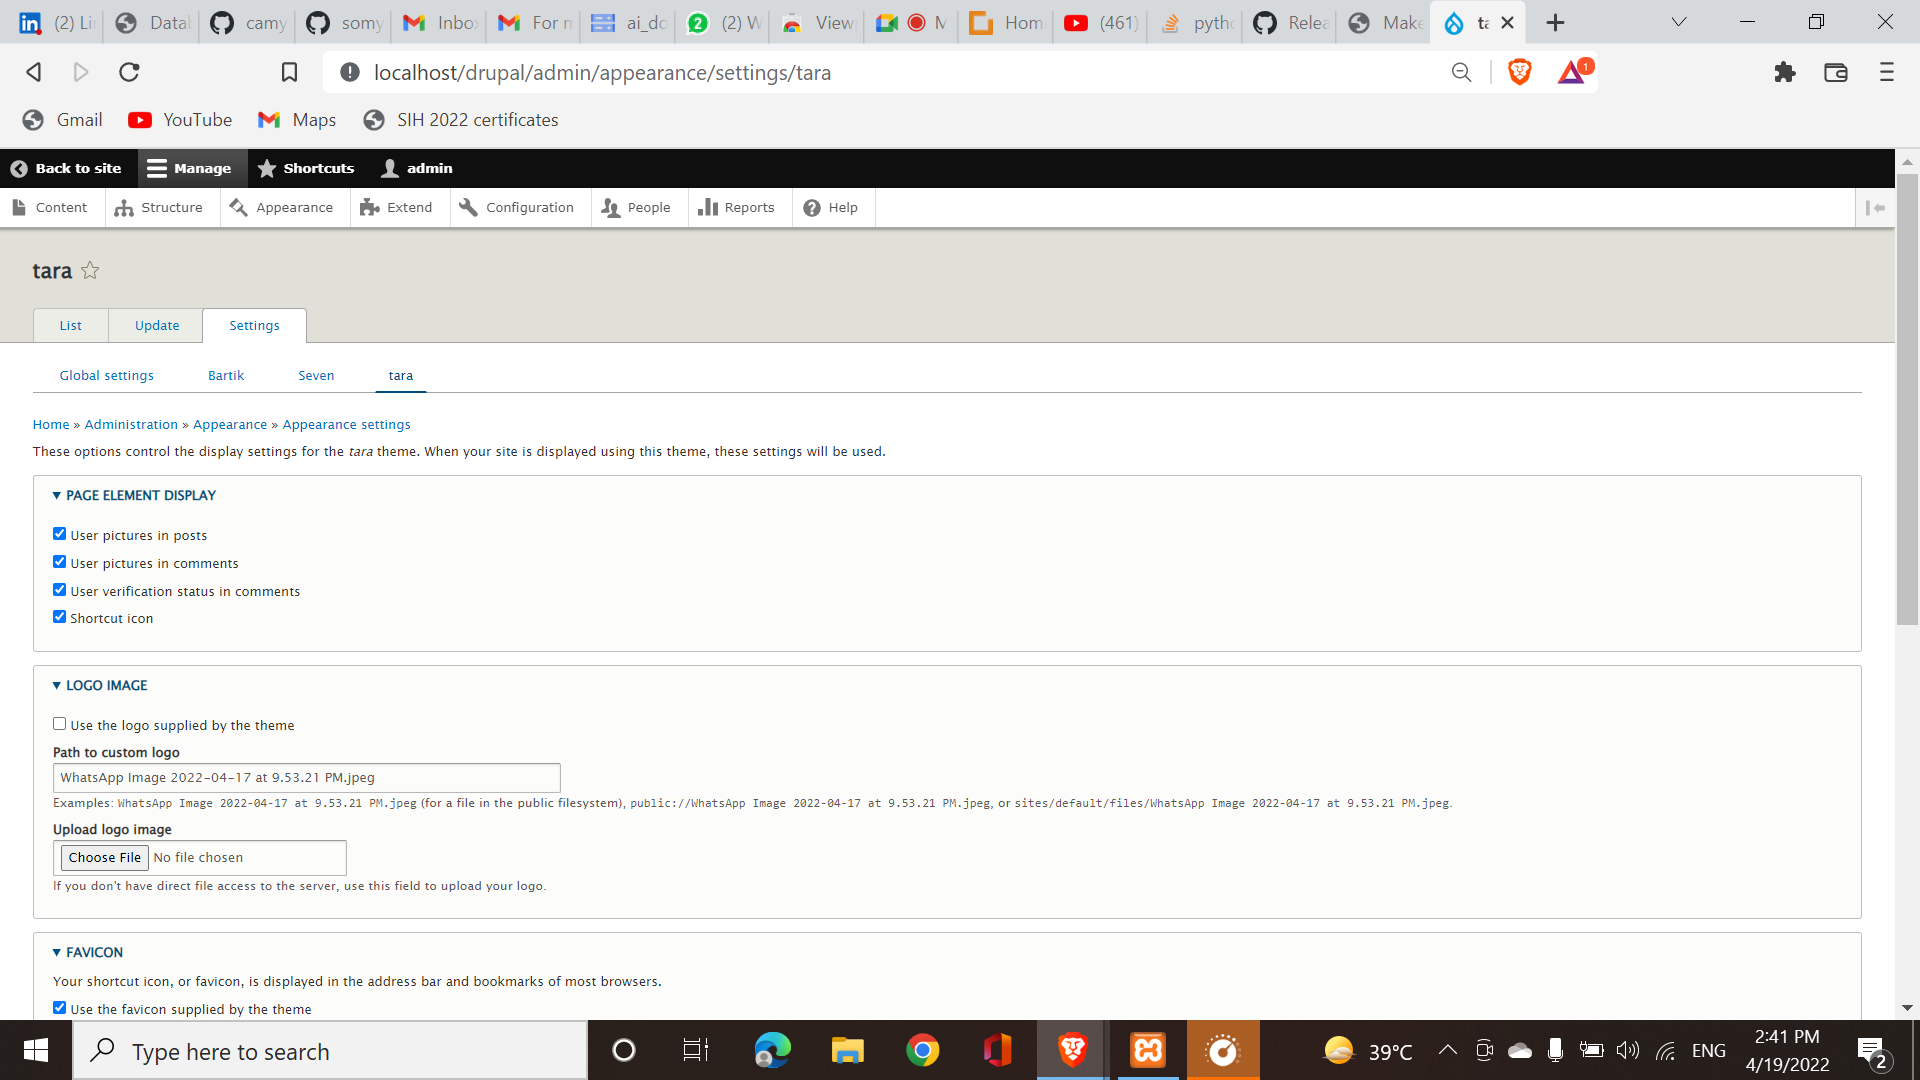 (2) Li
Datal
camy
somy
Inbo
For n
ai_do
2
(2) W
View
M
Hom
(461)
pyth
Relea
Make
ta
localhost/drupal/admin/appearance/settings/tara
1
Gmail
YouTube
Maps
SIH 2022 certificates
Back to site
Manage
Shortcuts
admin
Content
Structure
Appearance
Extend
Configuration
People
Reports
Help
tara
List
Update
Settings
Global settings
Bartik
Seven
tara
Home » Administration » Appearance » Appearance settings
These options control the display settings for the tara theme. When your site is displayed using this theme, these settings will be used.
PAGE ELEMENT DISPLAY
User pictures in posts
User pictures in comments
User verification status in comments
Shortcut icon
LOGO IMAGE
Use the logo supplied by the theme
Path to custom logo
WhatsApp Image 2022-04-17 at 9.53.21 PM.jpeg
Examples: WhatsApp Image 2022-04-17 at 9.53.21 PM.jpeg (for a file in the public filesystem), public://WhatsApp Image 2022-04-17 at 9.53.21 PM.jpeg, or sites/default/files/WhatsApp Image 2022-04-17 at 9.53.21 PM.jpeg.
Upload logo image
Choose File No file chosen
If you don't have direct file access to the server, use this field to upload your logo.
FAVICON
Your shortcut icon, or favicon, is displayed in the address bar and bookmarks of most browsers.
Use the favicon supplied by the theme
Type here to search
39°C
ENG
2:41 PM
4/19/2022
2